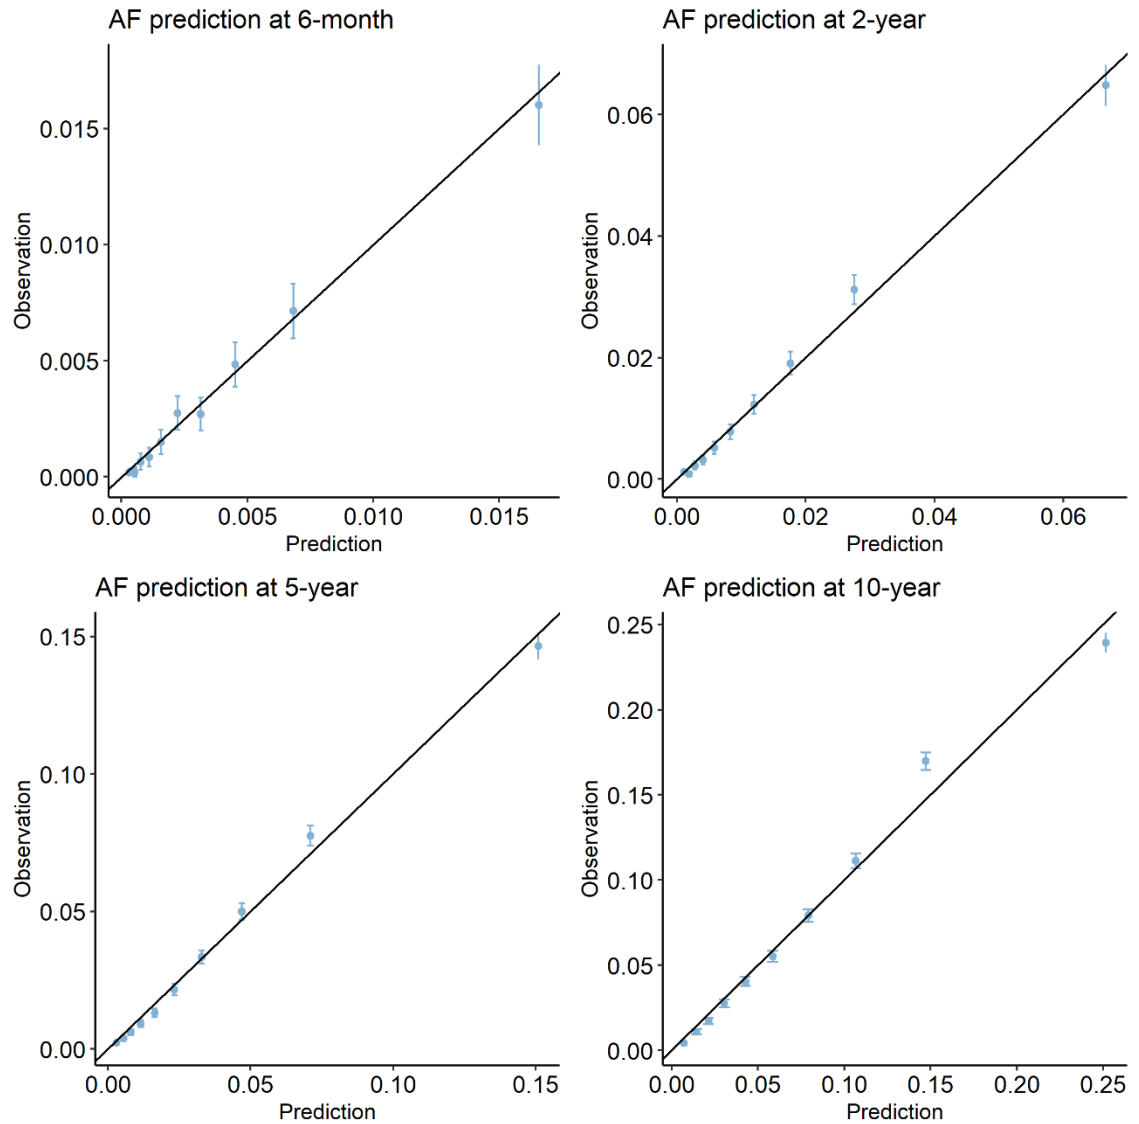 AF prediction at 6-month
Observation
0.015
0.010
0.005
0.000
0.000 0.005 0.010 0.015
Prediction
AF prediction at 2-year
Observation
0.06
0.04
0.02
0.00
0.00 0.02 0.04 0.06
Prediction
AF prediction at 5-year
Observation
0.15
0.10
0.05
0.00
0.00 0.05 0.10 0.15
Prediction
AF prediction at 10-year
Observation
0.25
0.20
0.15
0.10
0.05
0.00
0.00 0.05 0.10 0.15 0.20 0.25
Prediction